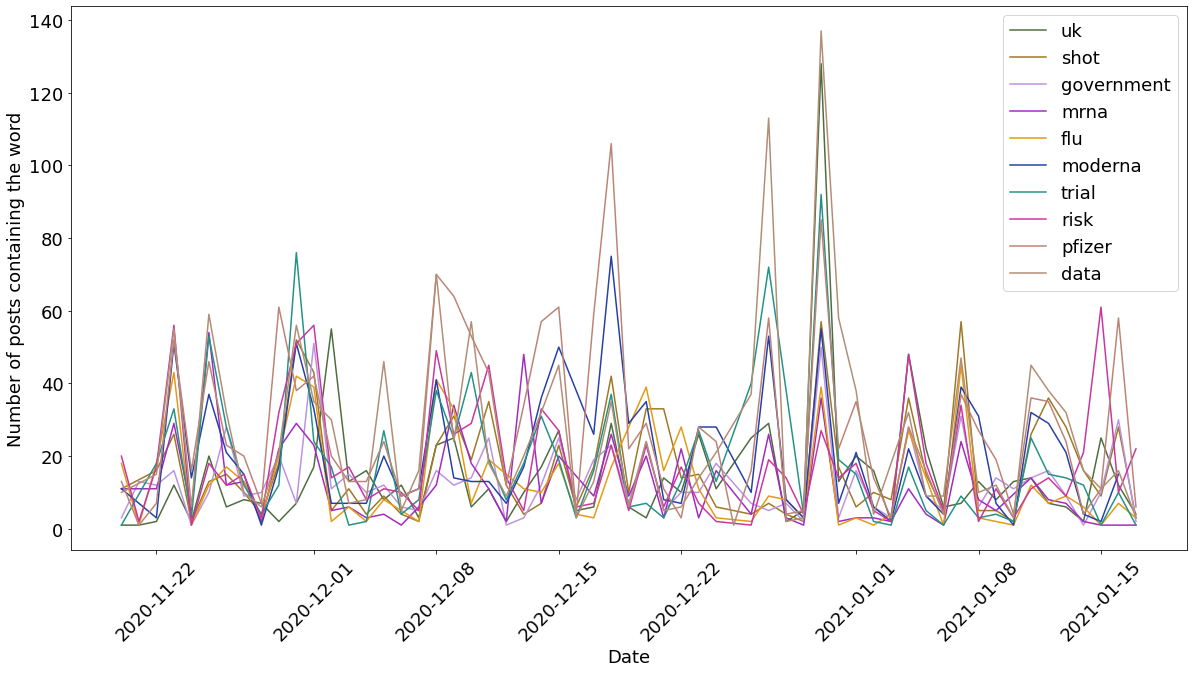 Number of posts containing the word
140
120
100
80
60
40
20
0
uk
shot
government
mrna
flu
moderna
trial
risk
pfizer
data
2020-11-22
2020-12-01
2020-12-08
2020-12-15
2020-12-22
2021-01-01
2021-01-08
2021-01-15
Date